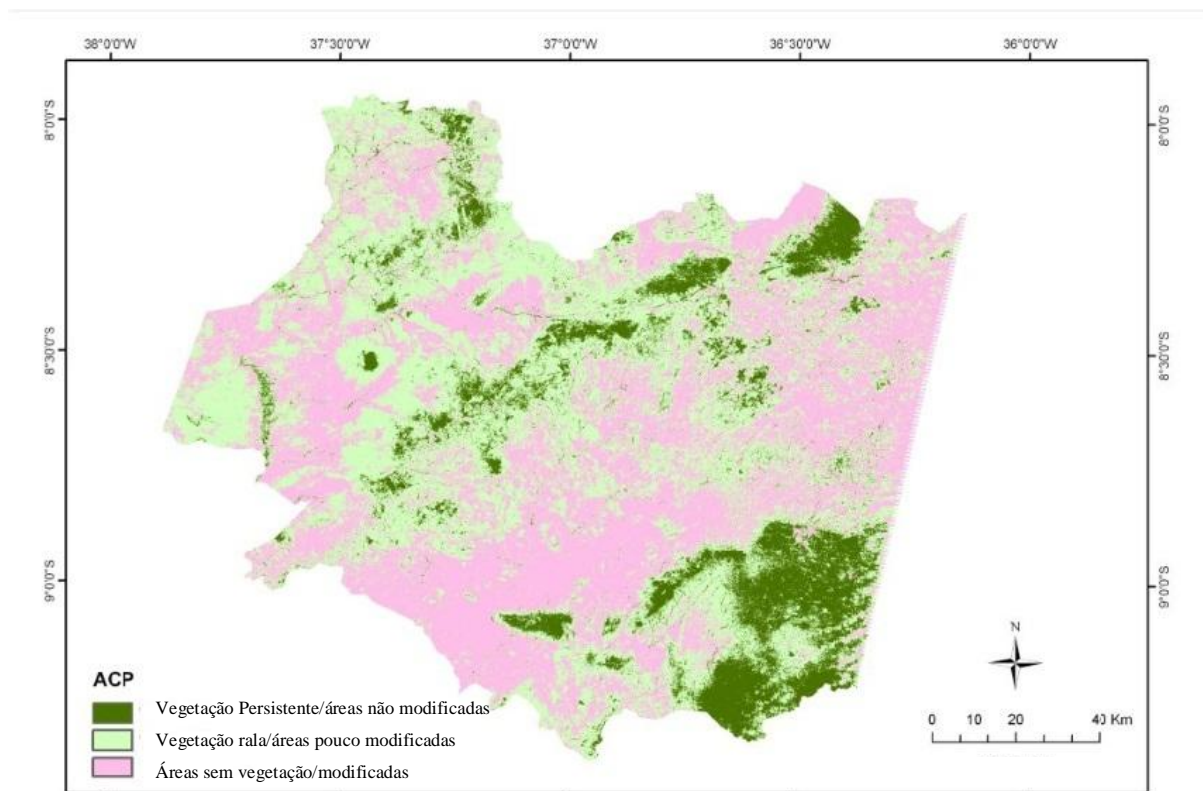 38°0'0"W 37°30'0"W 37°0'0"W 36°30'0"W 36°0'0"W
8°0'0"S 8°0'0"S
8°30'0"S 8°30'0"S
9°0'0"S 9°0'0"S
N
ACP
Vegetação Persistente/áreas não modificadas
Vegetação rala/áreas pouco modificadas
Áreas sem vegetação/modificadas
0 10 20 40 Km